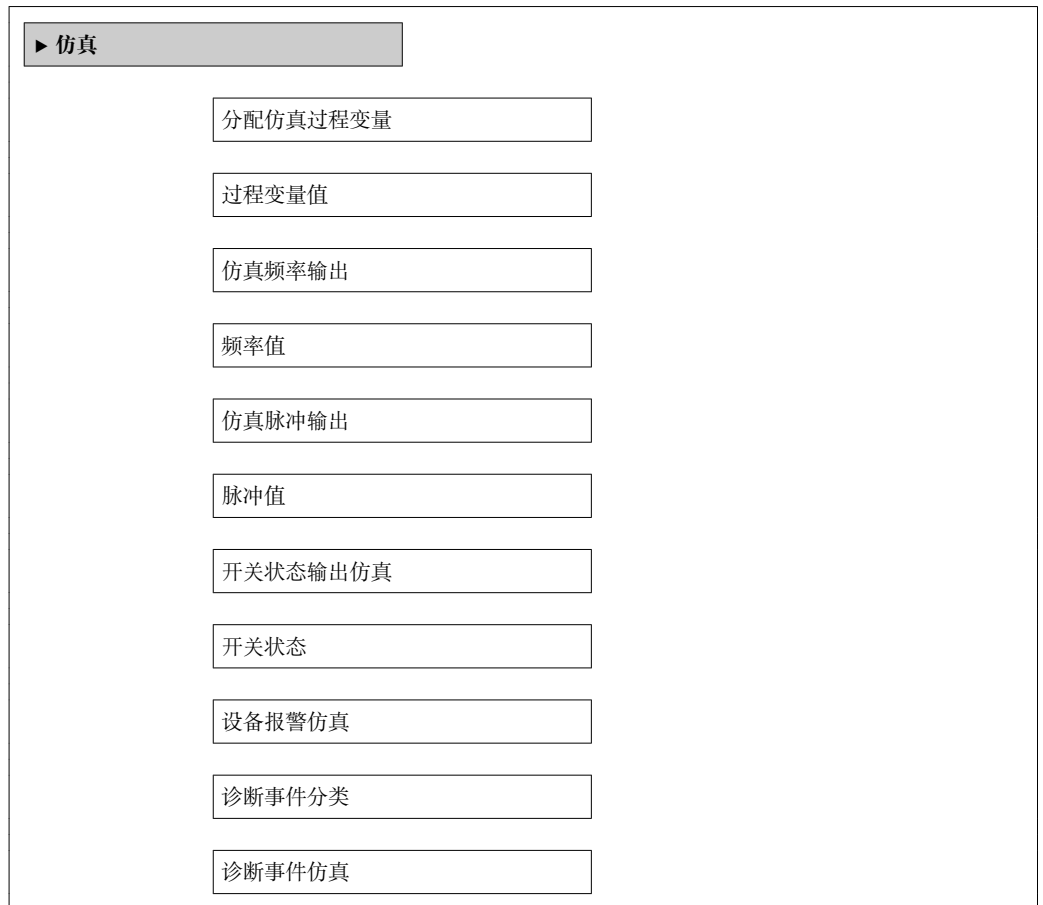 ▶ 仿真
分配仿真过程变量
过程变量值
仿真频率输出
频率值
仿真脉冲输出
脉冲值
开关状态输出仿真
开关状态
设备报警仿真
诊断事件分类
诊断事件仿真